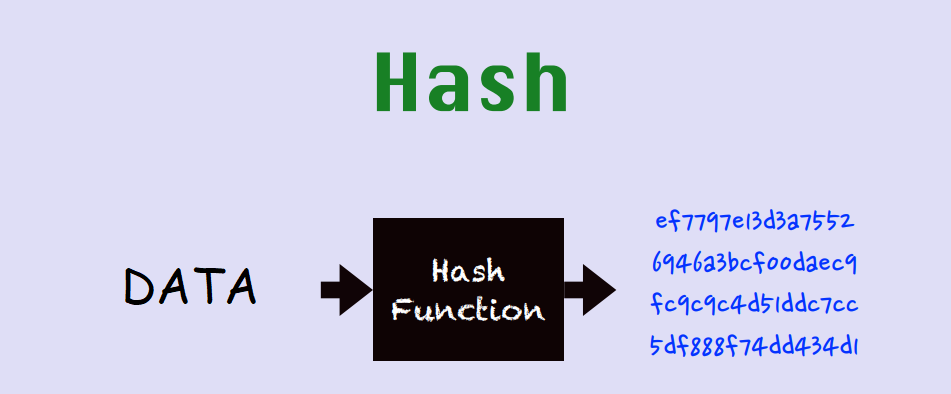 Hash
DATA
Hash
Function
ef7797e13d3a7552
6946a3bcf00daec9
fc9c9c4d51ddc7cc
5df888f74dd434d1